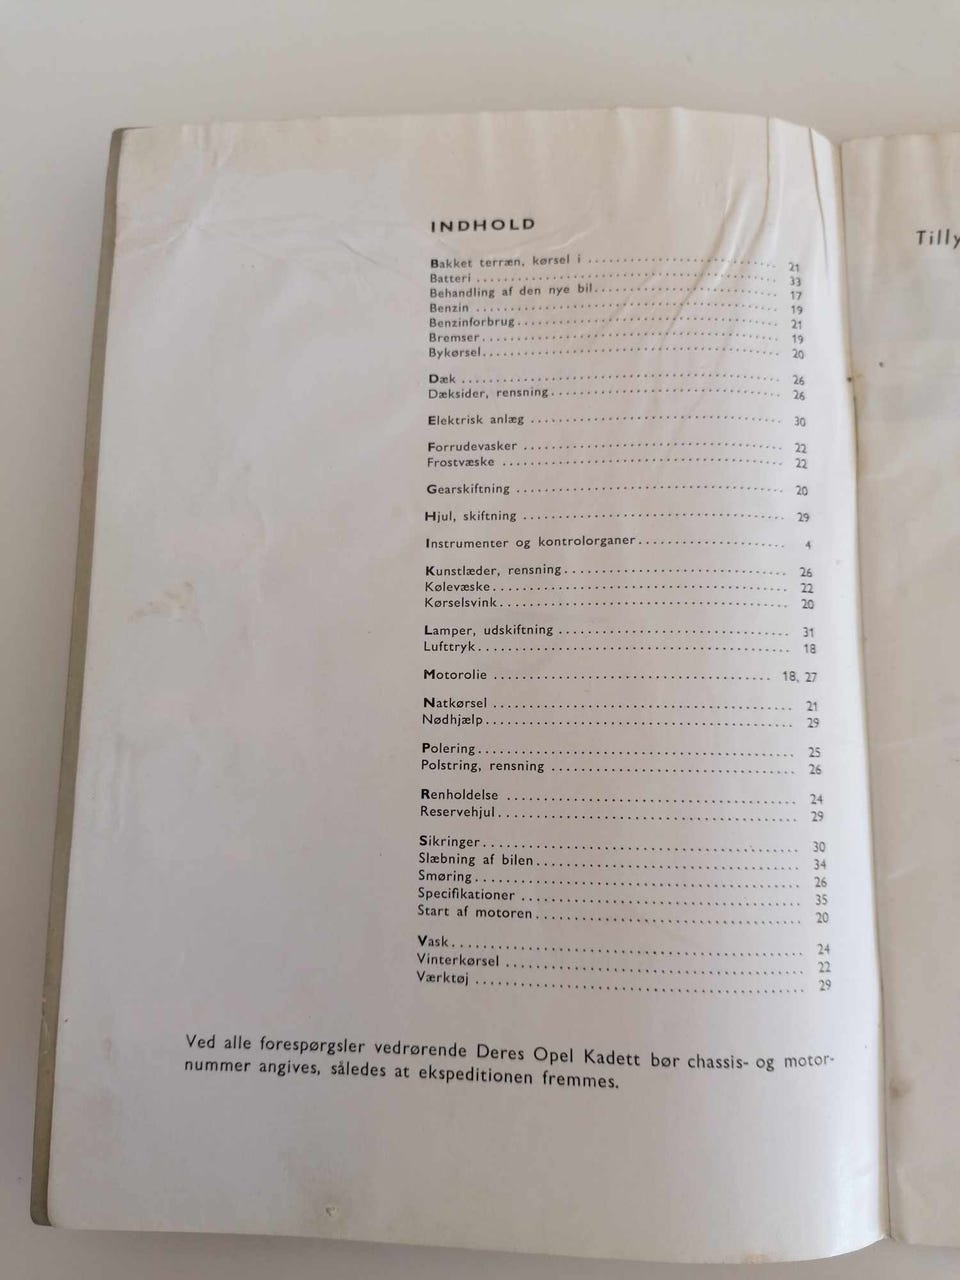 INDHOLD
Bakket terræn, kørsel i 21
Batteri 33
Behandling af den nye bil 17
Benzin 19
Benzinforbrug 21
Bremser 19
Bykørsel 20
Dæk 26
Dæksider, rensning 26
Elektrisk anlæg 30
Forrudevasker 22
Frostvæske 22
Gearskiftning 20
Hjul, skiftning 29
Instrumenter og kontrolorganer 4
Kunstlæder, rensning 26
Kølevæske 22
Kørselsvink 20
Lamper, udskiftning 31
Lufttryk 18
Motorolie 18, 27
Natkørsel 21
Nødhjælp 29
Polering 25
Polstring, rensning 26
Renholdelse 24
Reservehjul 29
Sikringer 30
Slæbning af bilen 34
Smøring 26
Specifikationer 35
Start af motoren 20
Vask 24
Vinterkørsel 22
Værktøj 29
Ved alle forespørgsler vedrørende Deres Opel Kadett bør chassis- og motor-
nummer angives, således at ekspeditionen fremmes.